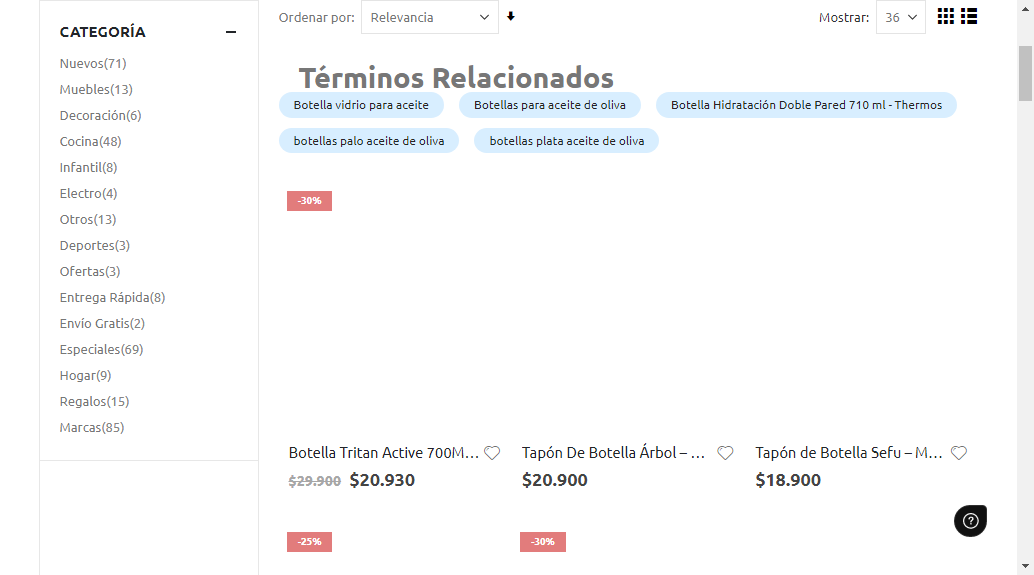 CATEGORÍA
Nuevos(71)
Muebles(13)
Decoración(6)
Cocina(48)
Infantil(8)
Electro(4)
Otros(13)
Deportes(3)
Ofertas(3)
Entrega Rápida(8)
Envío Gratis(2)
Especiales(69)
Hogar(9)
Regalos(15)
Marcas(85)
Ordenar por: Relevancia
Mostrar: 36
Términos Relacionados
Botella vidrio para aceite
Botellas para aceite de oliva
Botella Hidratación Doble Pared 710 ml - Thermos
botellas palo aceite de oliva
botellas plata aceite de oliva
-30%
Botella Tritan Active 700M...
$29.900 $20.930
Tapón De Botella Árbol – ...
$20.900
Tapón de Botella Sefu – M...
$18.900
-25%
-30%